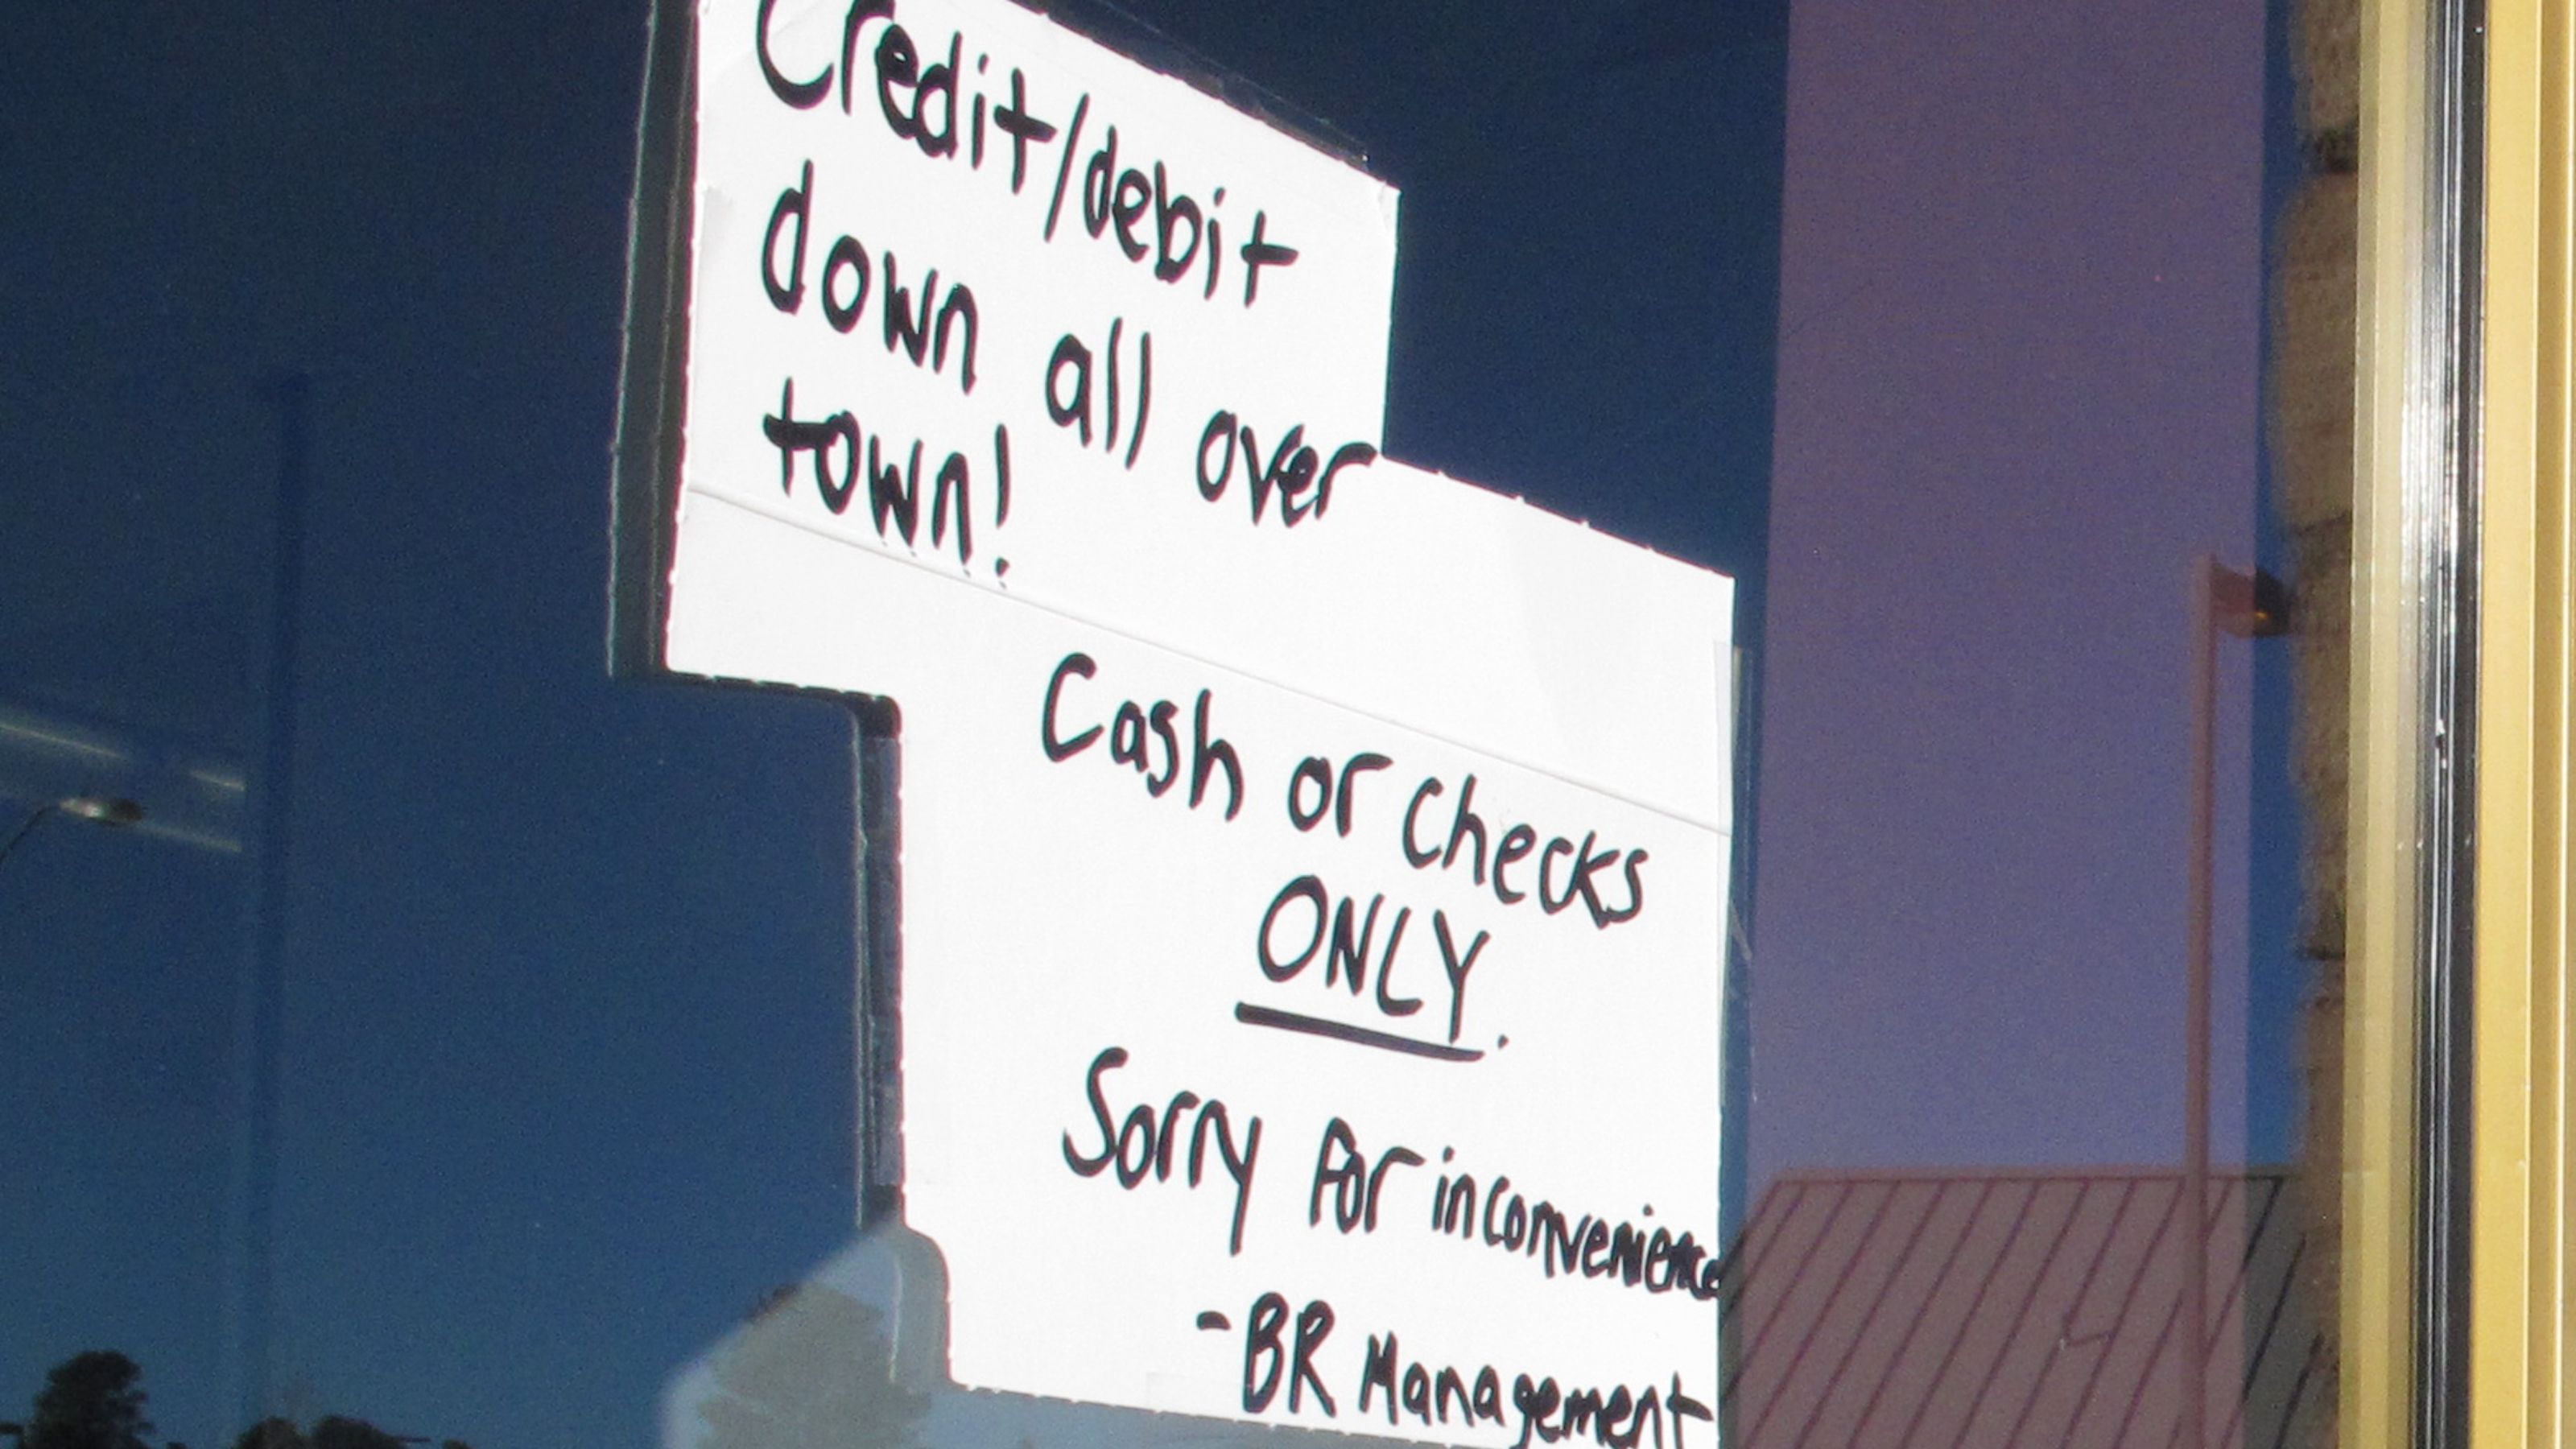 Credit/debit
down all over
town!
Cash or checks
ONLY.
Sorry for inconvenience
-BR Management